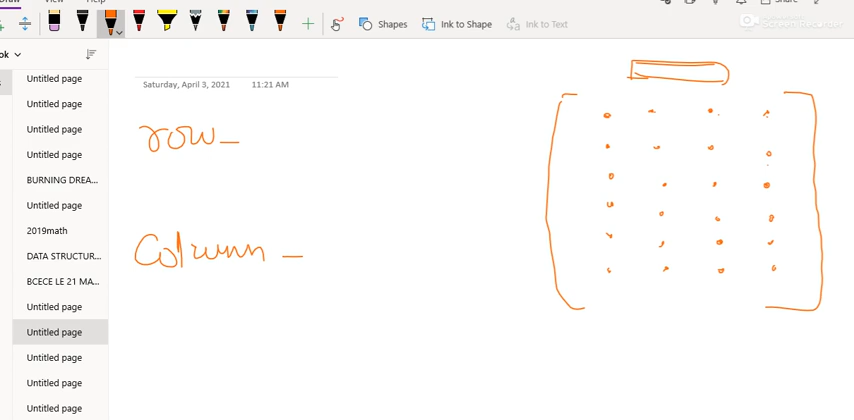 Draw
Help
Share
Shapes
Ink to Shape
Ink to Text
Screen Recorder
ok
Untitled page
Untitled page
Untitled page
Untitled page
BURNING DREA...
Untitled page
2019math
DATA STRUCTUR...
BCECE LE 21 MA...
Untitled page
Untitled page
Untitled page
Untitled page
Untitled page
Saturday, April 3, 2021 11:21 AM
row -
Column -